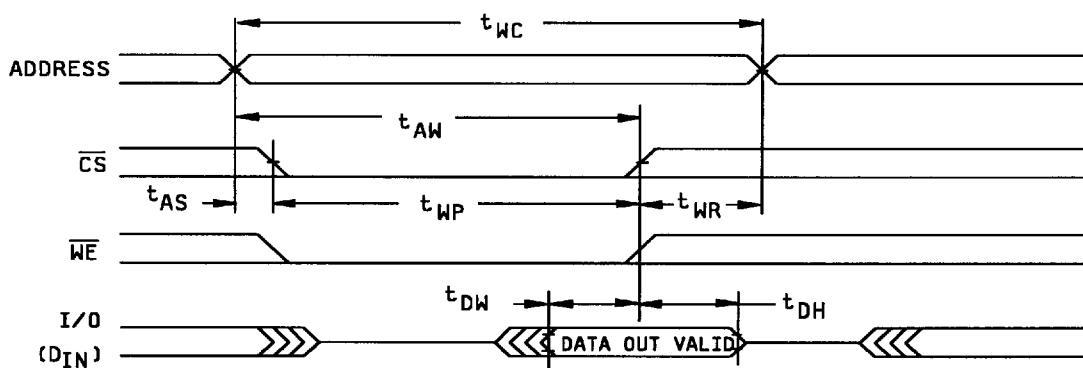 tWC
ADDRESS
tAW
CS
tAS
tWP
tWR
WE
tDW
tDH
I/O
(DIN)
DATA OUT VALID